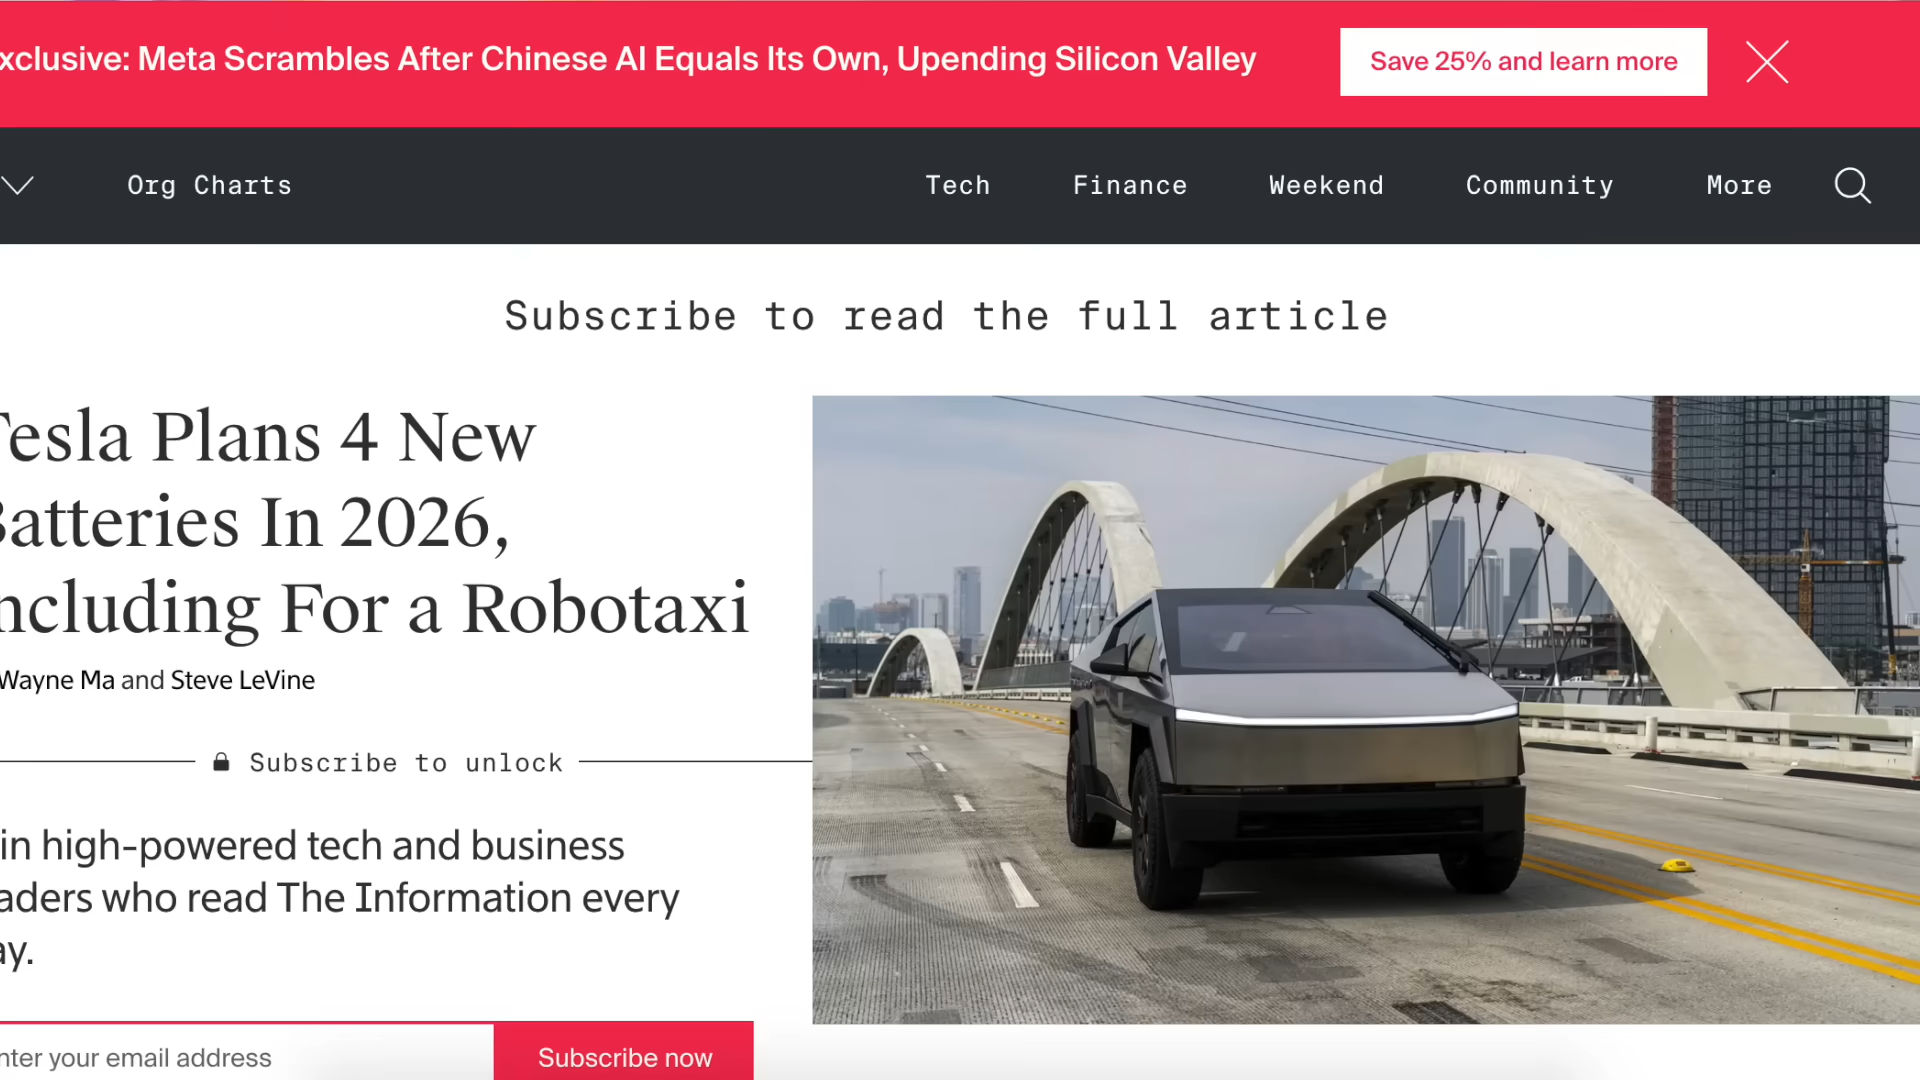 xclusive: Meta Scrambles After Chinese AI Equals Its Own, Upending Silicon Valley
Save 25% and learn more
Org Charts
Tech
Finance
Weekend
Community
More
Subscribe to read the full article
Tesla Plans 4 New
Batteries In 2026,
ncluding For a Robotaxi
Wayne Ma and Steve LeVine
Subscribe to unlock
in high-powered tech and business
aders who read The Information every
ay.
nter your email address
Subscribe now